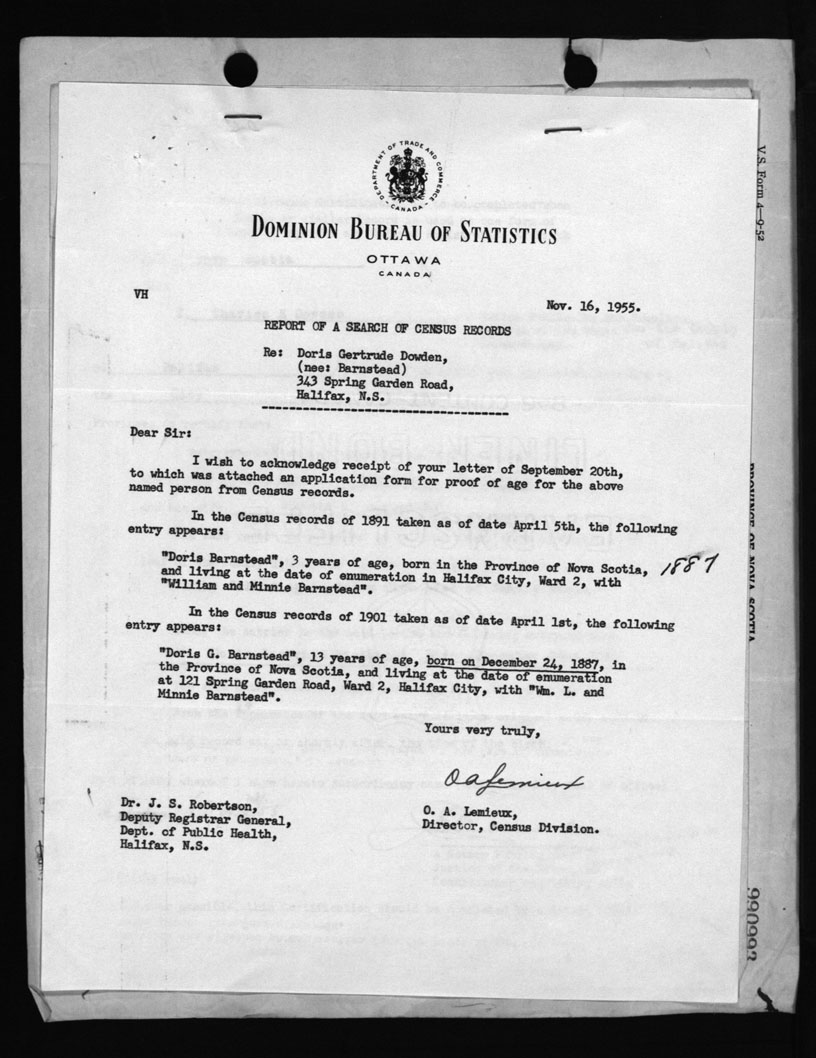 V.S. Form 4—9-52
DEPARTMENT OF TRADE AND COMMERCE
CANADA
DOMINION BUREAU OF STATISTICS
OTTAWA
CANADA
VH
Nov. 16, 1955.
REPORT OF A SEARCH OF CENSUS RECORDS
Re: Doris Gertrude Dowden,
(nee: Barnstead)
343 Spring Garden Road,
Halifax, N.S.
Dear Sir:
I wish to acknowledge receipt of your letter of September 20th,
to which was attached an application form for proof of age for the above
named person from Census records.
In the Census records of 1891 taken as of date April 5th, the following
entry appears:
"Doris Barnstead", 3 years of age, born in the Province of Nova Scotia,
and living at the date of enumeration in Halifax City, Ward 2, with
"William and Minnie Barnstead".
1887
In the Census records of 1901 taken as of date April 1st, the following
entry appears:
"Doris G. Barnstead", 13 years of age, born on December 24, 1887, in
the Province of Nova Scotia, and living at the date of enumeration
at 121 Spring Garden Road, Ward 2, Halifax City, with "Wm. L. and
Minnie Barnstead".
Yours very truly,
O A Lemieux
O. A. Lemieux,
Director, Census Division.
Dr. J. S. Robertson,
Deputy Registrar General,
Dept. of Public Health,
Halifax, N.S.
PROVINCE OF NOVA SCOTIA